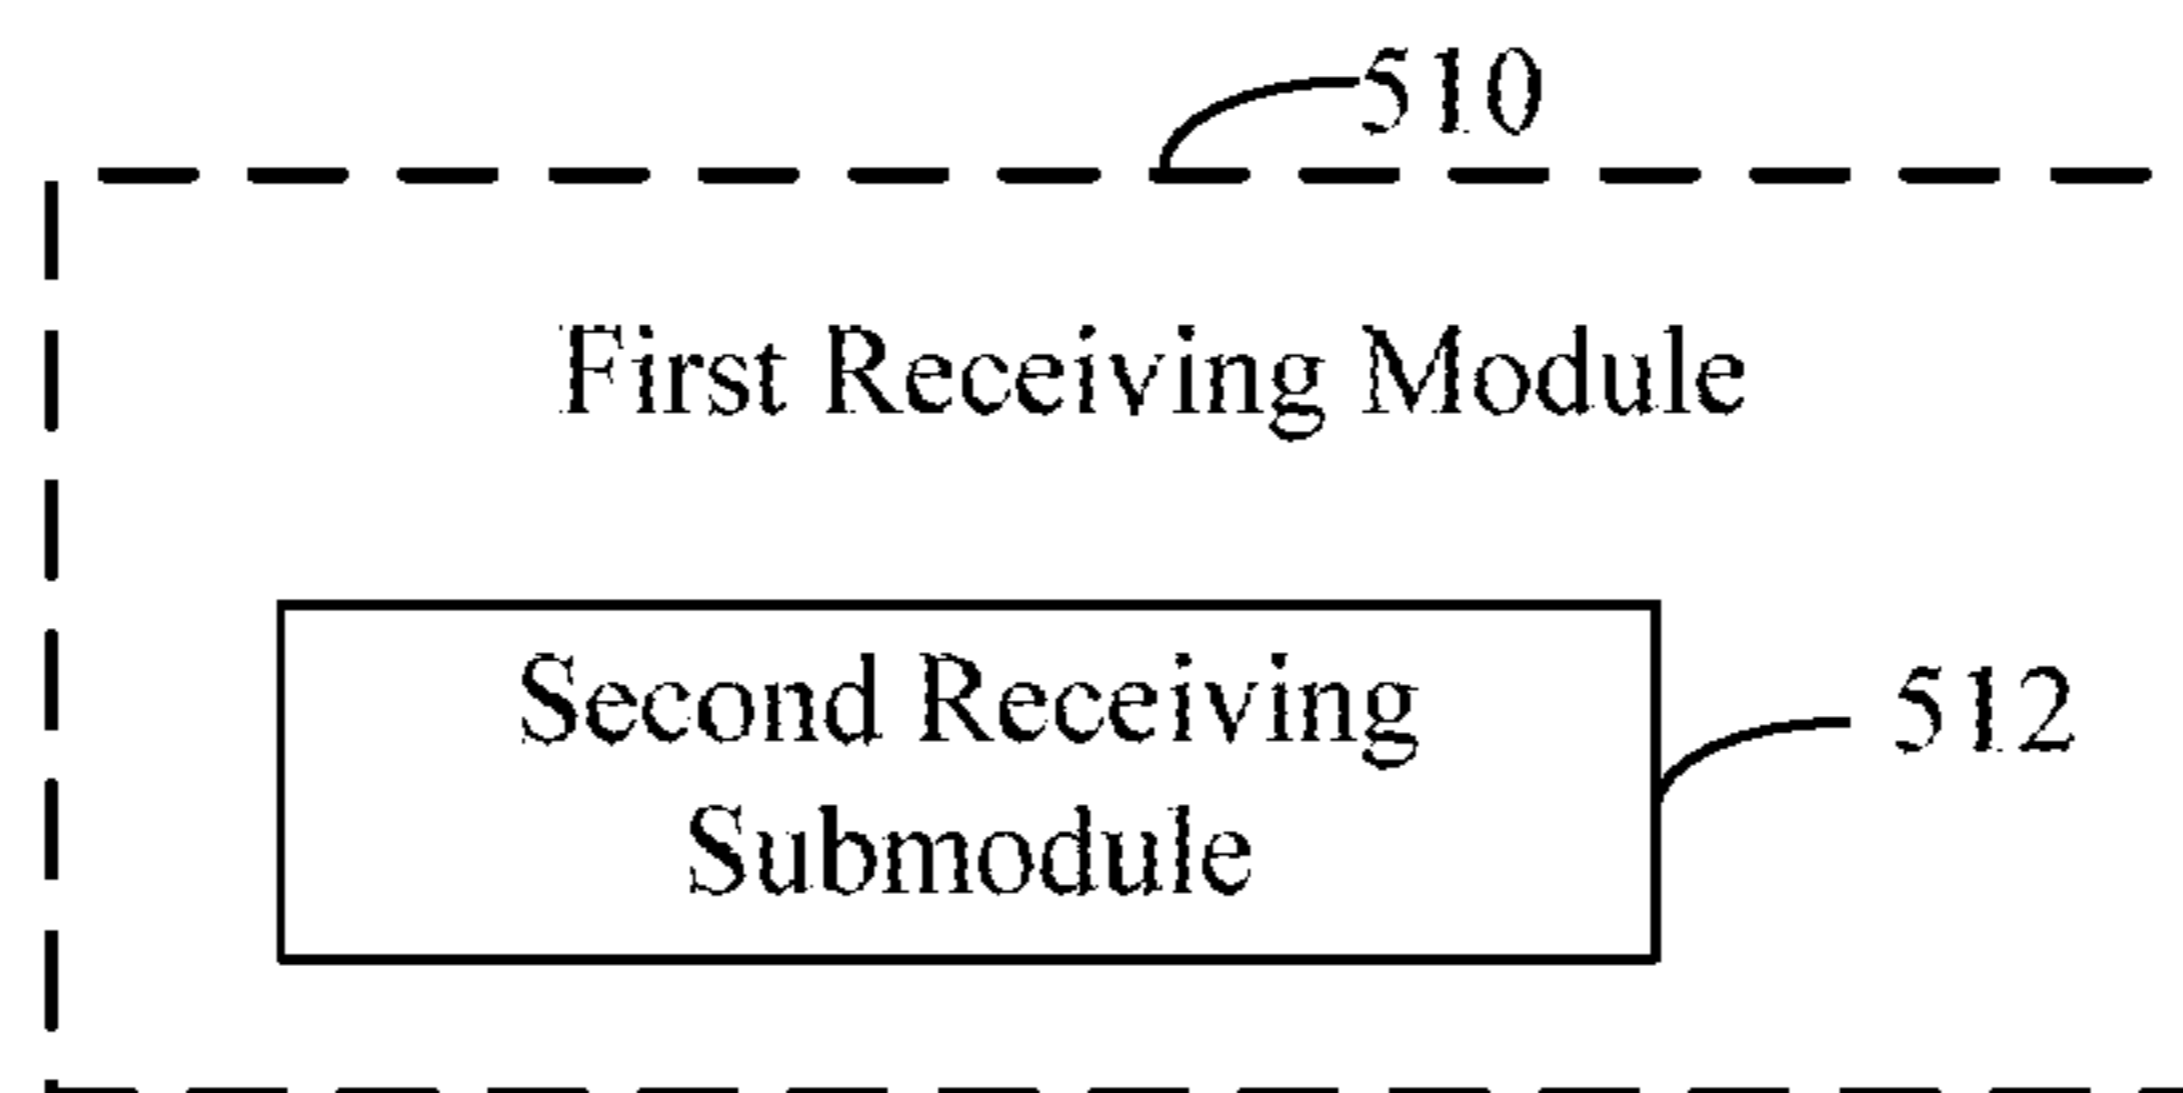 510
First Receiving Module
Second Receiving
512
Submodule